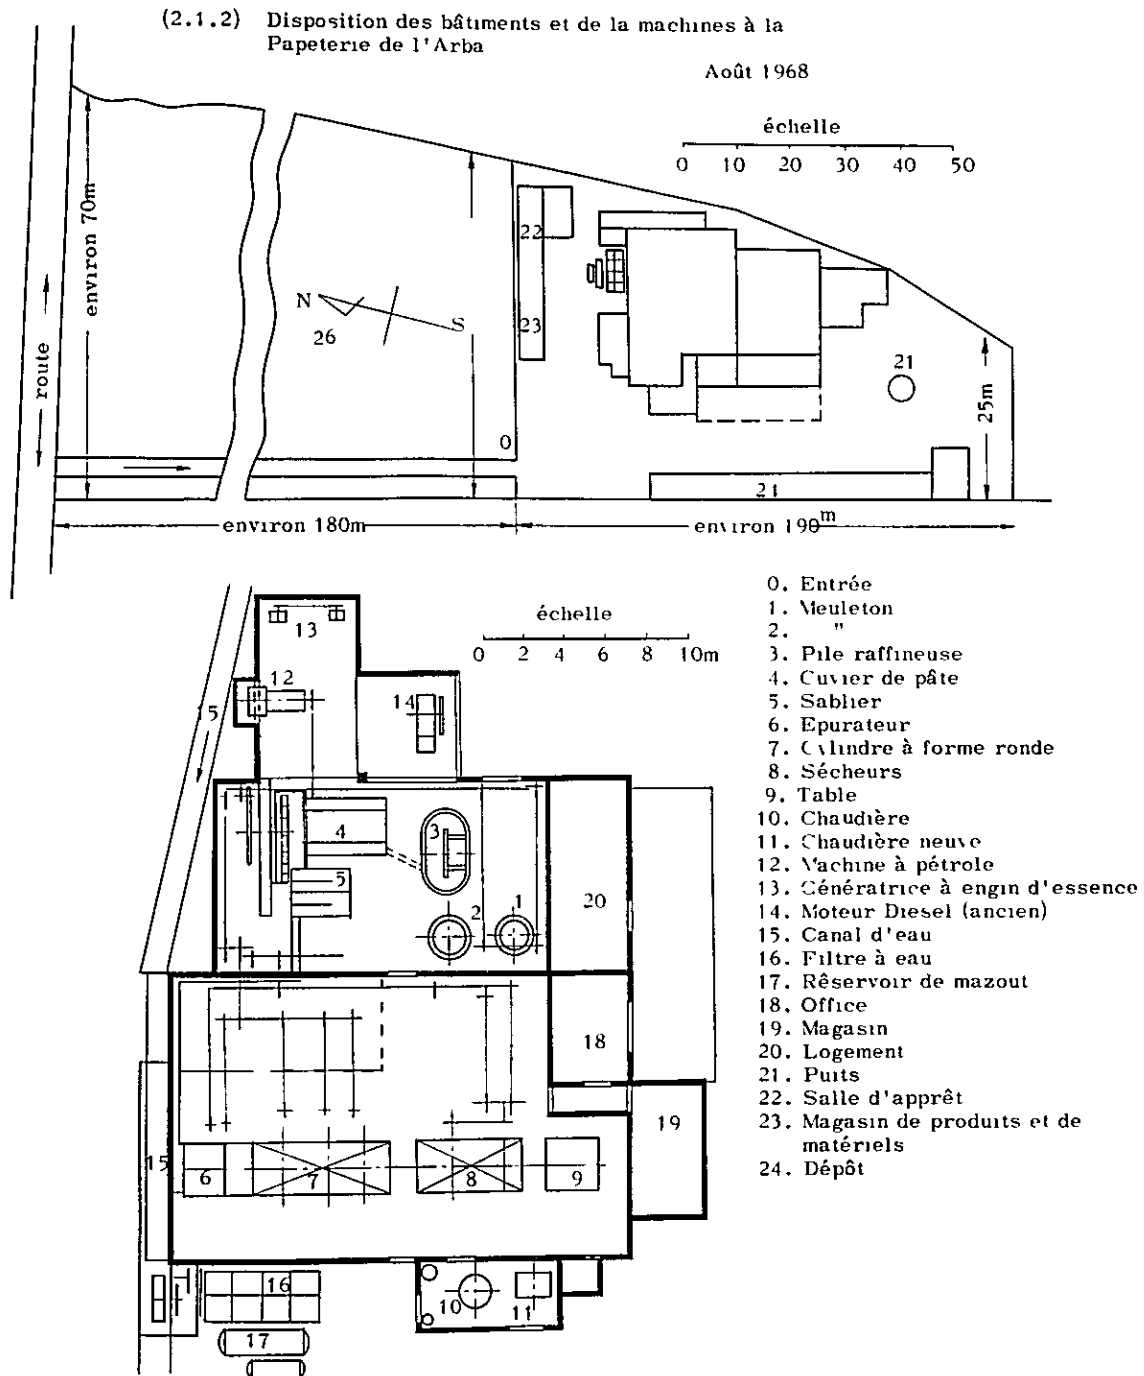 (2.1.2) Disposition des bâtiments et de la machines à la
Papeterie de l'Arba
Août 1968
échelle
0 10 20 30 40 50
environ 70m
route
N
S
26
22
23
21
25m
0
21
environ 180m
environ 190m
échelle
0 2 4 6 8 10m
13
12
14
15
4
3
5
2
1
20
18
19
15
6
7
8
9
16
10
11
17
0. Entrée
1. Meuleton
2. "
3. Pile raffineuse
4. Cuvier de pâte
5. Sablier
6. Epurateur
7. Cylindre à forme ronde
8. Sécheurs
9. Table
10. Chaudière
11. Chaudière neuve
12. Machine à pétrole
13. Génératrice à engin d'essence
14. Moteur Diesel (ancien)
15. Canal d'eau
16. Filtre à eau
17. Rêservoir de mazout
18. Office
19. Magasin
20. Logement
21. Puits
22. Salle d'apprêt
23. Magasin de produits et de
matériels
24. Dépôt